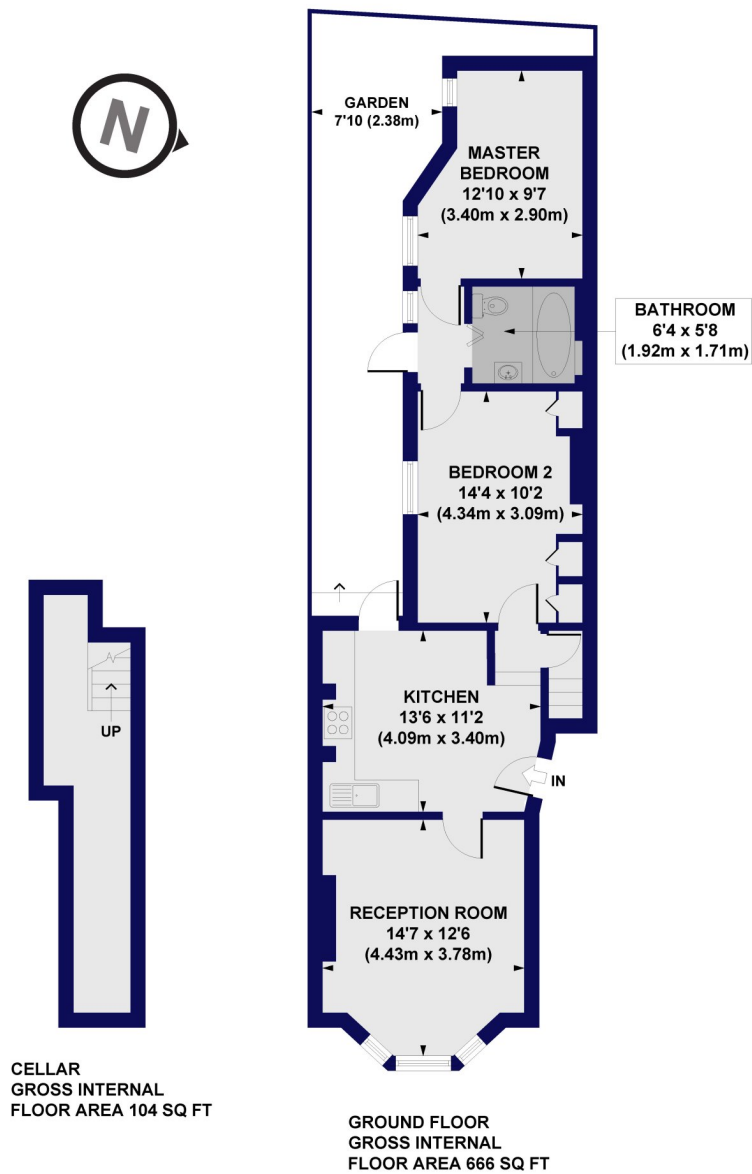 N
GARDEN
7'10 (2.38m)
MASTER
BEDROOM
12'10 x 9'7
(3.40m x 2.90m)
BATHROOM
6'4 x 5'8
(1.92m x 1.71m)
BEDROOM 2
14'4 x 10'2
(4.34m x 3.09m)
KITCHEN
13'6 x 11'2
(4.09m x 3.40m)
IN
UP
RECEPTION ROOM
14'7 x 12'6
(4.43m x 3.78m)
CELLAR
GROSS INTERNAL
FLOOR AREA 104 SQ FT
GROUND FLOOR
GROSS INTERNAL
FLOOR AREA 666 SQ FT